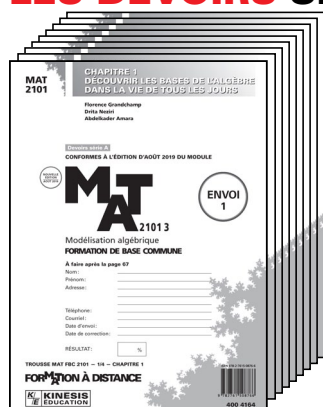 MAT
2101
CHAPITRE 1
DÉCOUVRIR LES BASES DE L'ALGÈBRE
DANS LA VIE DE TOUS LES JOURS
Florence Grandchamp
Drita Neziri
Abdelkader Amara
Devoirs série A
CONFORMES À L'ÉDITION D'AOÛT 2019 DU MODULE
MAT
2101 3
ENVOI
1
Modélisation algébrique
FORMATION DE BASE COMMUNE
À faire après la page 67
Nom:
Prénom:
Adresse:
Téléphone:
Courriel:
Date d'envoi:
Date de correction:
RÉSULTAT:
%
TROUSSE MAT FBC 2101 – 1/4 – CHAPITRE 1
FORMATION À DISTANCE
K/E KINESIS
ÉDUCATION
400 4164